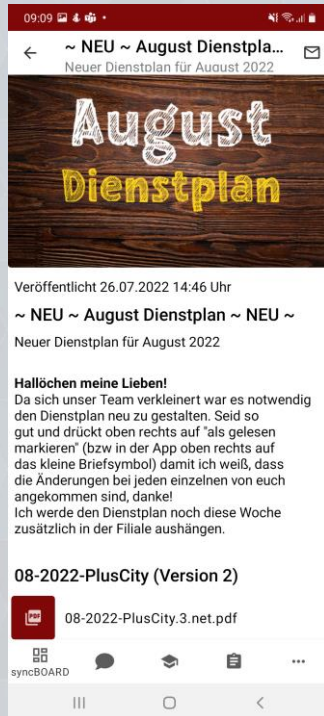 09:09
~ NEU ~ August Dienstpla...
Neuer Dienstplan für August 2022
August
Dienstplan
Veröffentlicht 26.07.2022 14:46 Uhr
~ NEU ~ August Dienstplan ~ NEU ~
Neuer Dienstplan für August 2022
Hallöchen meine Lieben!
Da sich unser Team verkleinert war es notwendig
den Dienstplan neu zu gestalten. Seid so
gut und drückt oben rechts auf "als gelesen
markieren" (bzw in der App oben rechts auf
das kleine Briefsymbol) damit ich weiß, dass
die Änderungen bei jeden einzelnen von euch
angekommen sind, danke!
Ich werde den Dienstplan noch diese Woche
zusätzlich in der Filiale aushängen.
08-2022-PlusCity (Version 2)
PDF
08-2022-PlusCity.3.net.pdf
syncBOARD